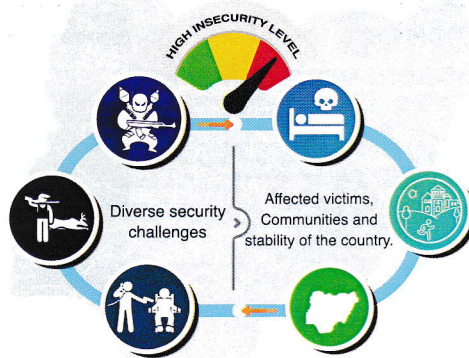 HIGH INSECURITY LEVEL
Diverse security
challenges
Affected victims,
Communities and
stability of the country.